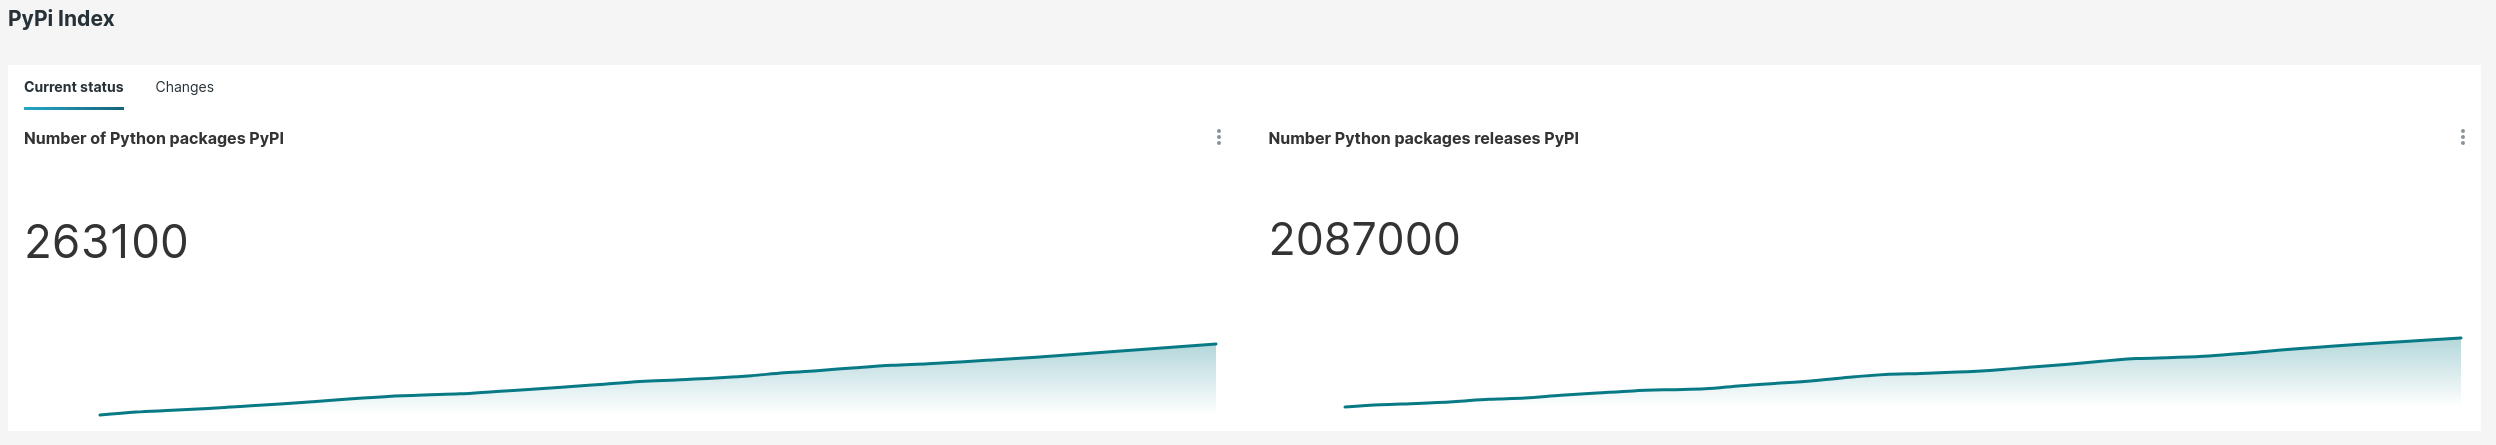 PyPi Index
Current status Changes
Number of Python packages PyPI
263100
Number Python packages releases PyPI
2087000